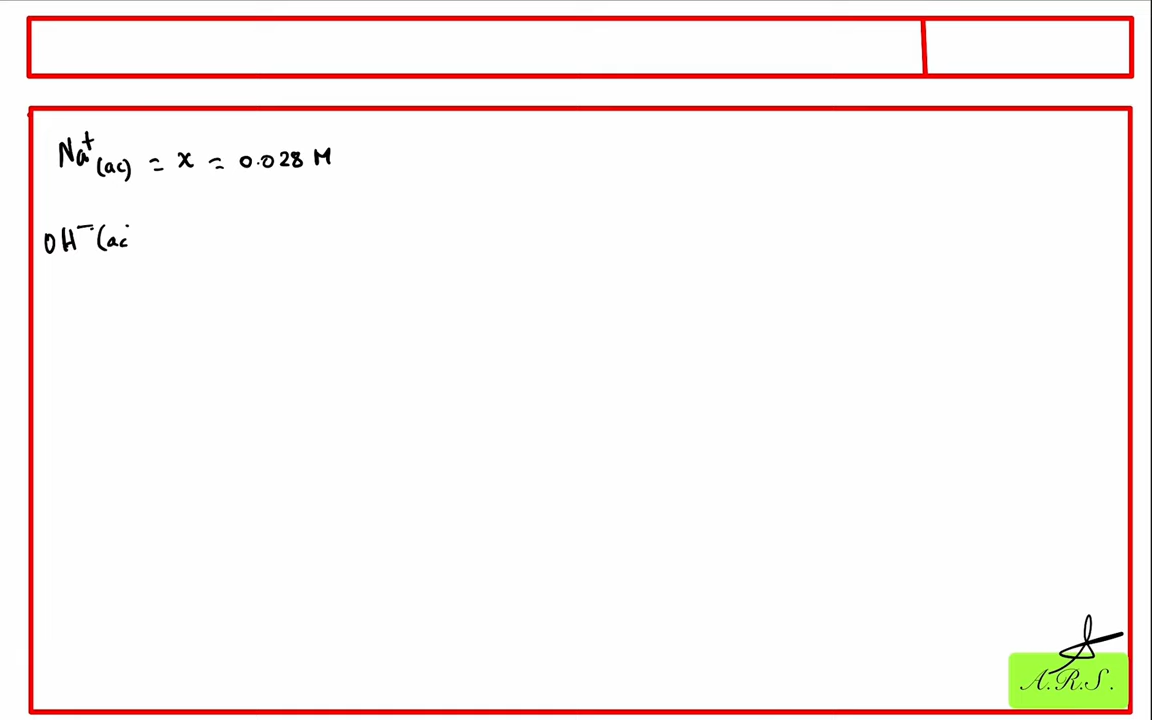 Na⁺(ac) = x = 0.028 M
OH⁻(ac
A.R.S.